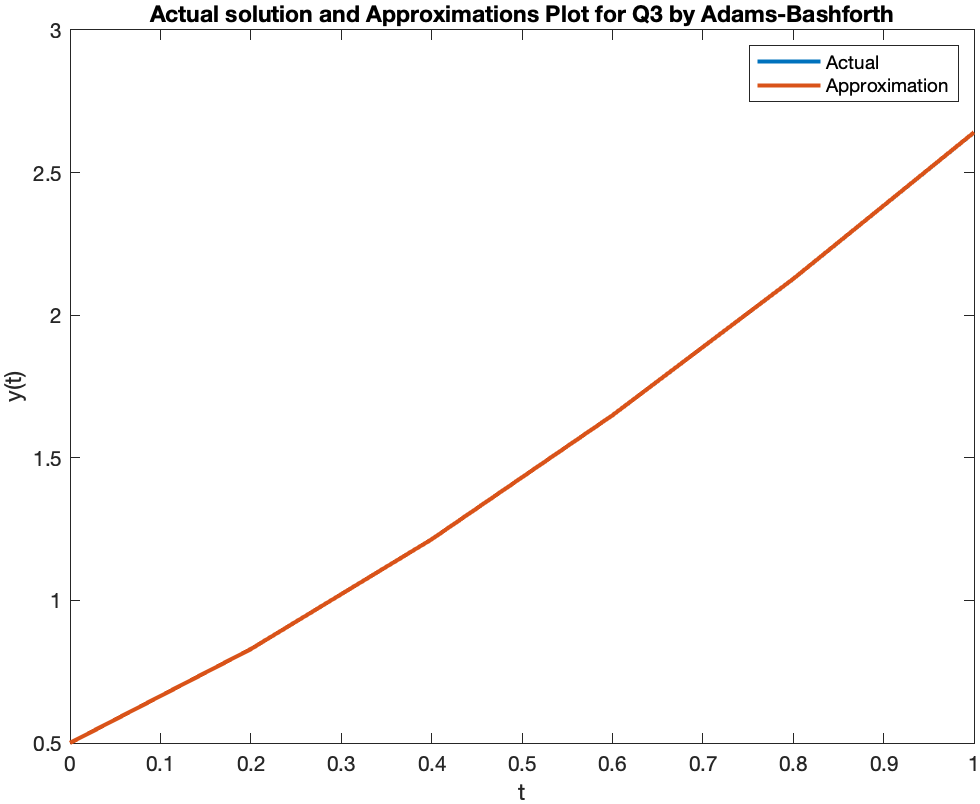 Actual solution and Approximations Plot for Q3 by Adams-Bashforth
Actual
Approximation
3
2.5
2
1.5
1
0.5
y(t)
0 0.1 0.2 0.3 0.4 0.5 0.6 0.7 0.8 0.9 1
t